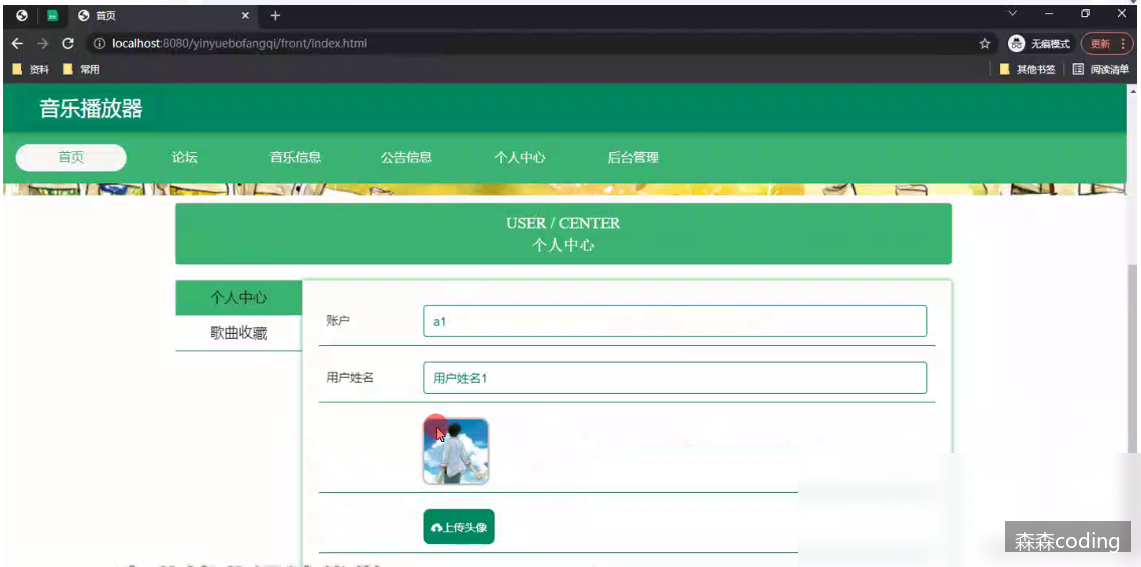 首页
localhost:8080/yinyuebofangqi/front/index.html
无痕模式
更新
资料
常用
其他书签
阅读清单
音乐播放器
首页
论坛
音乐信息
公告信息
个人中心
后台管理
USER / CENTER
个人中心
个人中心
歌曲收藏
账户
a1
用户姓名
用户姓名1
上传头像
森森coding